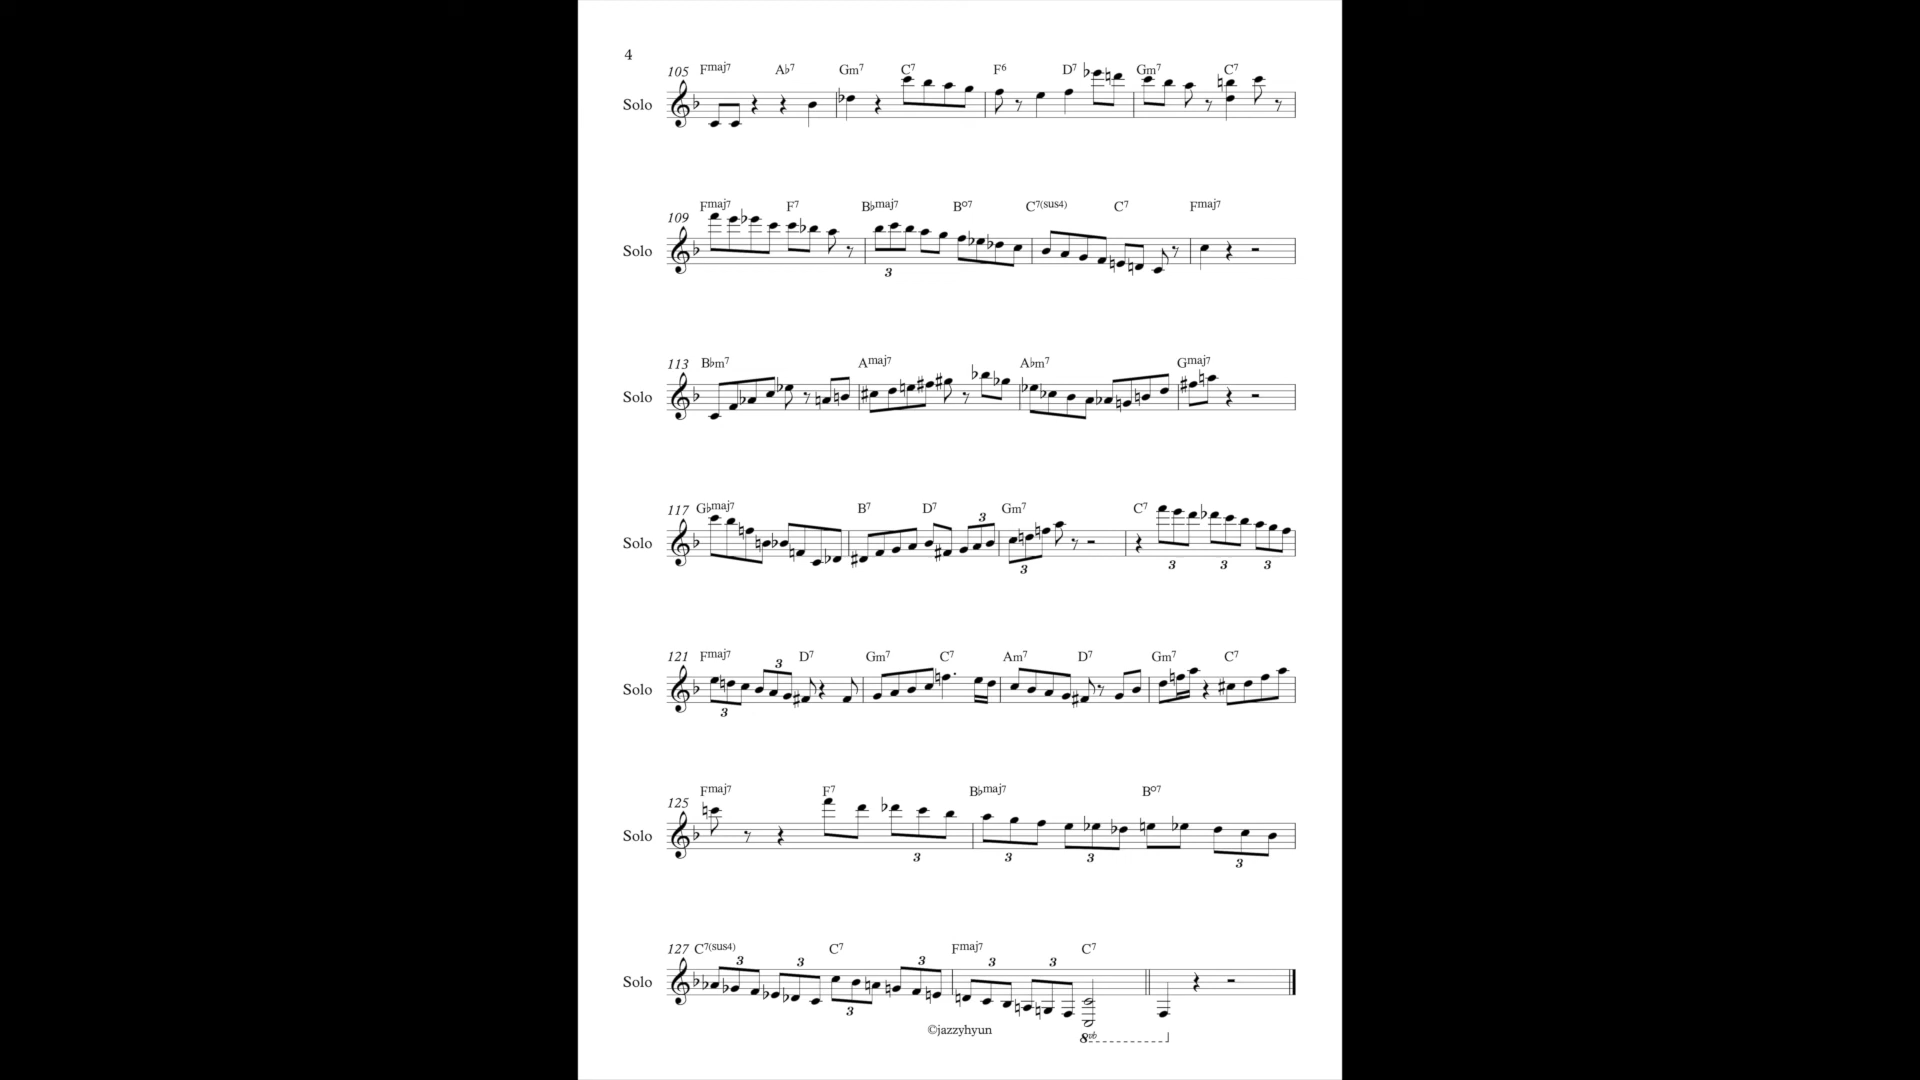 4
105 Fmaj7 A♭7 Gm7 C7 F6 D7 Gm7 C7
Solo
109 Fmaj7 F7 B♭maj7 B°7 C7(sus4) C7 Fmaj7
Solo
3
113 B♭m7 Amaj7 A♭m7 Gmaj7
Solo
117 G♭maj7 B7 D7 Gm7 C7
3
Solo
3 3 3 3
121 Fmaj7 D7 Gm7 C7 Am7 D7 Gm7 C7
3
Solo
3
125 Fmaj7 F7 B♭maj7 B°7
Solo
3 3 3 3
127 C7(sus4) C7 Fmaj7 C7
3 3 3 3 3
Solo
3
©jazzyhyun
8vb